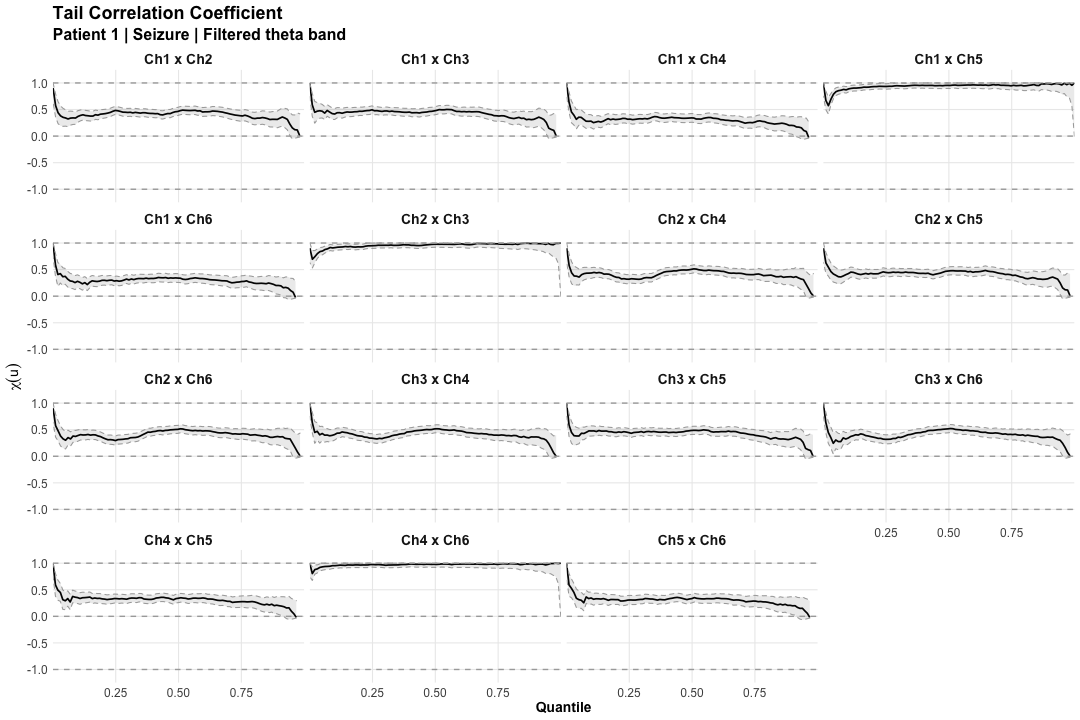 Tail Correlation Coefficient
Patient 1 | Seizure | Filtered theta band
Ch1 x Ch2
Ch1 x Ch3
Ch1 x Ch4
Ch1 x Ch5
1.0
0.5
0.0
-0.5
-1.0
Ch1 x Ch6
Ch2 x Ch3
Ch2 x Ch4
Ch2 x Ch5
1.0
0.5
0.0
-0.5
-1.0
χ(u)
Ch2 x Ch6
Ch3 x Ch4
Ch3 x Ch5
Ch3 x Ch6
1.0
0.5
0.0
-0.5
-1.0
0.25 0.50 0.75
Ch4 x Ch5
Ch4 x Ch6
Ch5 x Ch6
1.0
0.5
0.0
-0.5
-1.0
0.25 0.50 0.75
0.25 0.50 0.75
0.25 0.50 0.75
Quantile